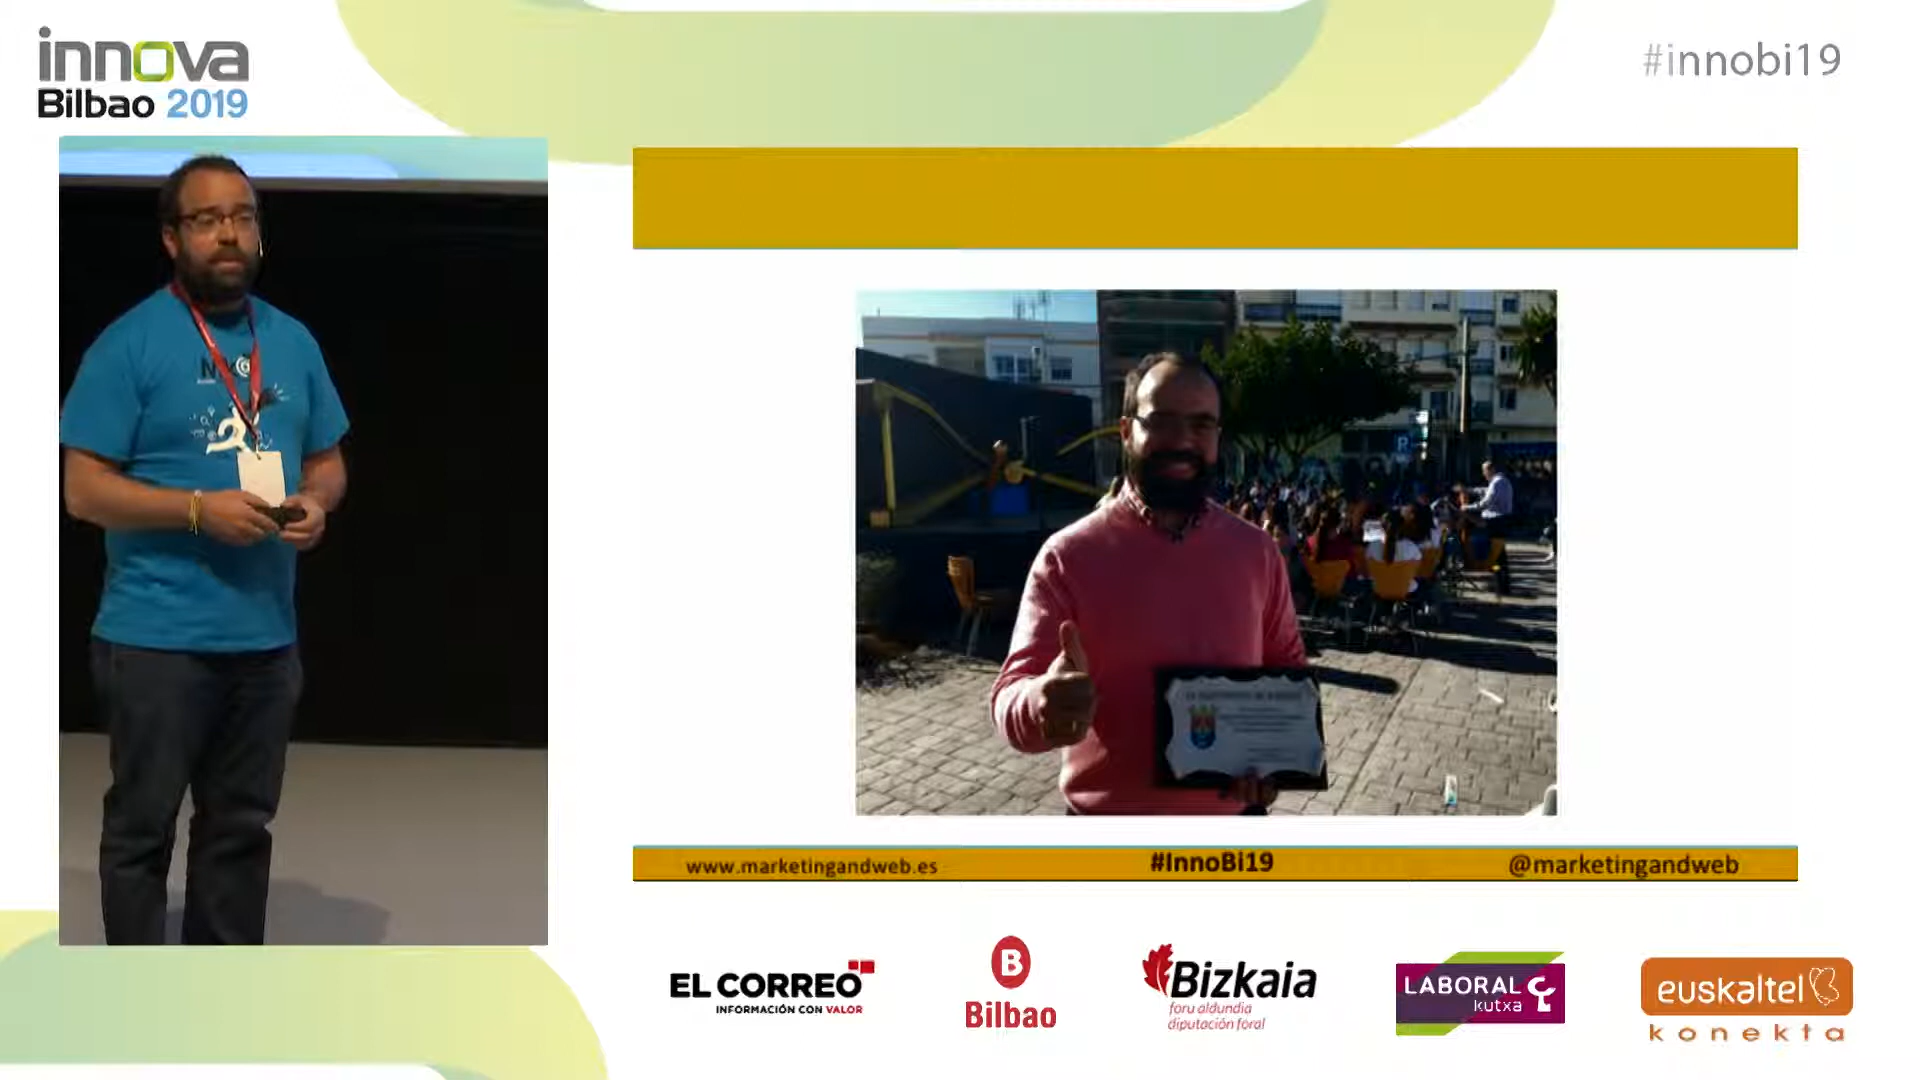 innova
Bilbao 2019
#innobi19
P
www.marketingandweb.es
#InnoBi19
@marketingandweb
EL CORREO
INFORMACIÓN CON VALOR
B
Bilbao
Bizkaia
foru aldundia
diputación foral
LABORAL
kutxa
euskaltel
konekta